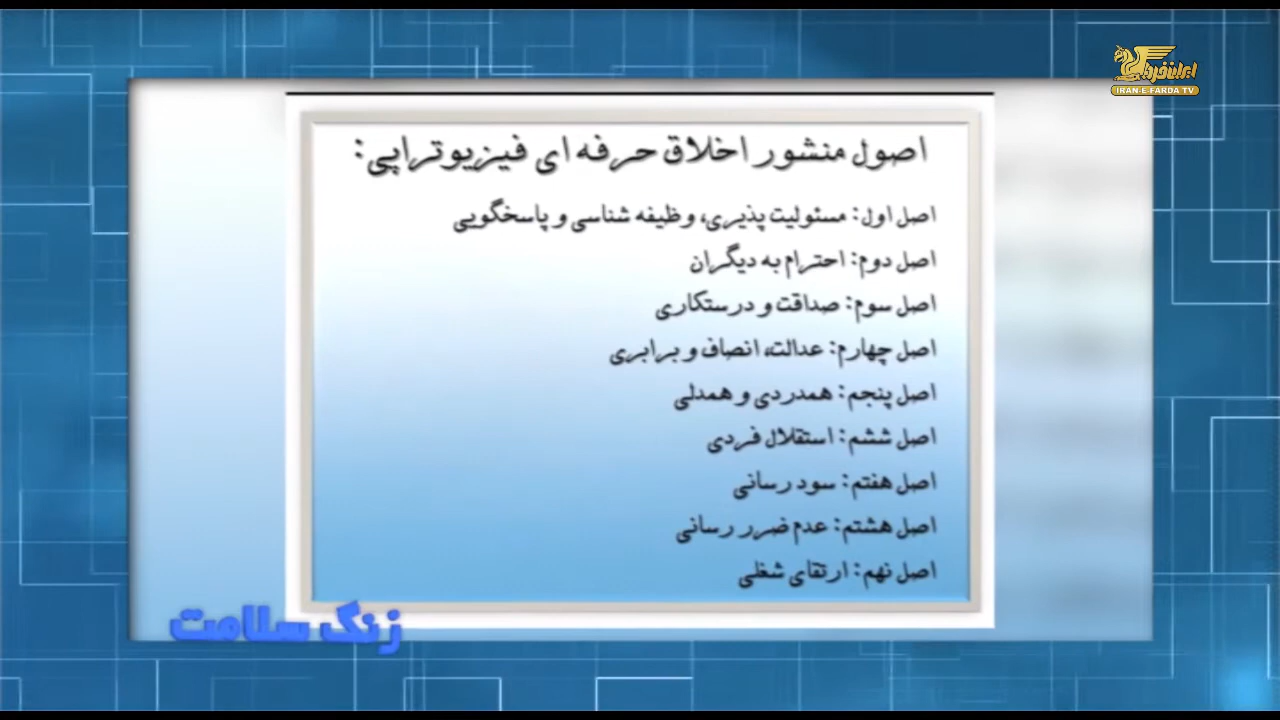 ایران فردا
IRAN-E-FARDA TV
اصول منشور اخلاق حرفه ای فیزیوتراپی:
اصل اول: مسئولیت پذیری، وظیفه شناسی و پاسخگویی
اصل دوم: احترام به دیگران
اصل سوم: صداقت و درستکاری
اصل چهارم: عدالت، انصاف و برابری
اصل پنجم: همدردی و همدلی
اصل ششم: استقلال فردی
اصل هفتم: سود رسانی
اصل هشتم: عدم ضرر رسانی
اصل نهم: ارتقای شغلی
زنگ سلامت